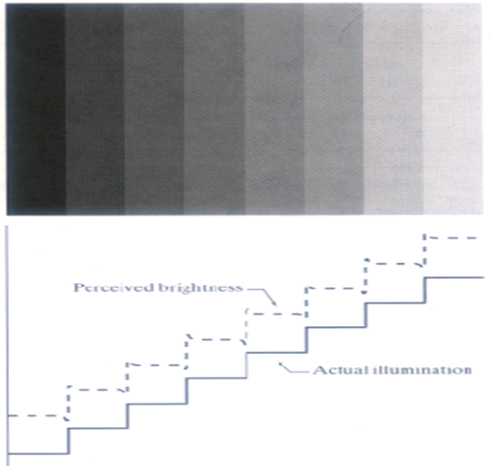 Perceived brightness
Actual illumination